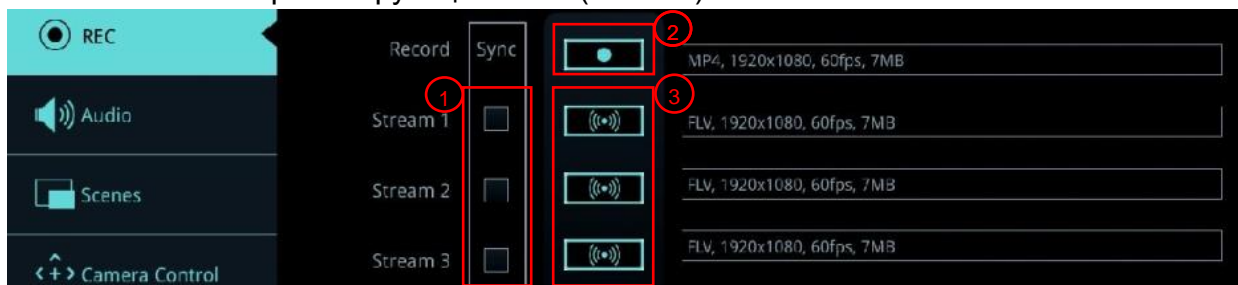 REC
Record Sync 2 MP4, 1920x1080, 60fps, 7MB
1 3
Audio Stream 1 FLV, 1920x1080, 60fps, 7MB
Scenes Stream 2 FLV, 1920x1080, 60fps, 7MB
Camera Control Stream 3 FLV, 1920x1080, 60fps, 7MB